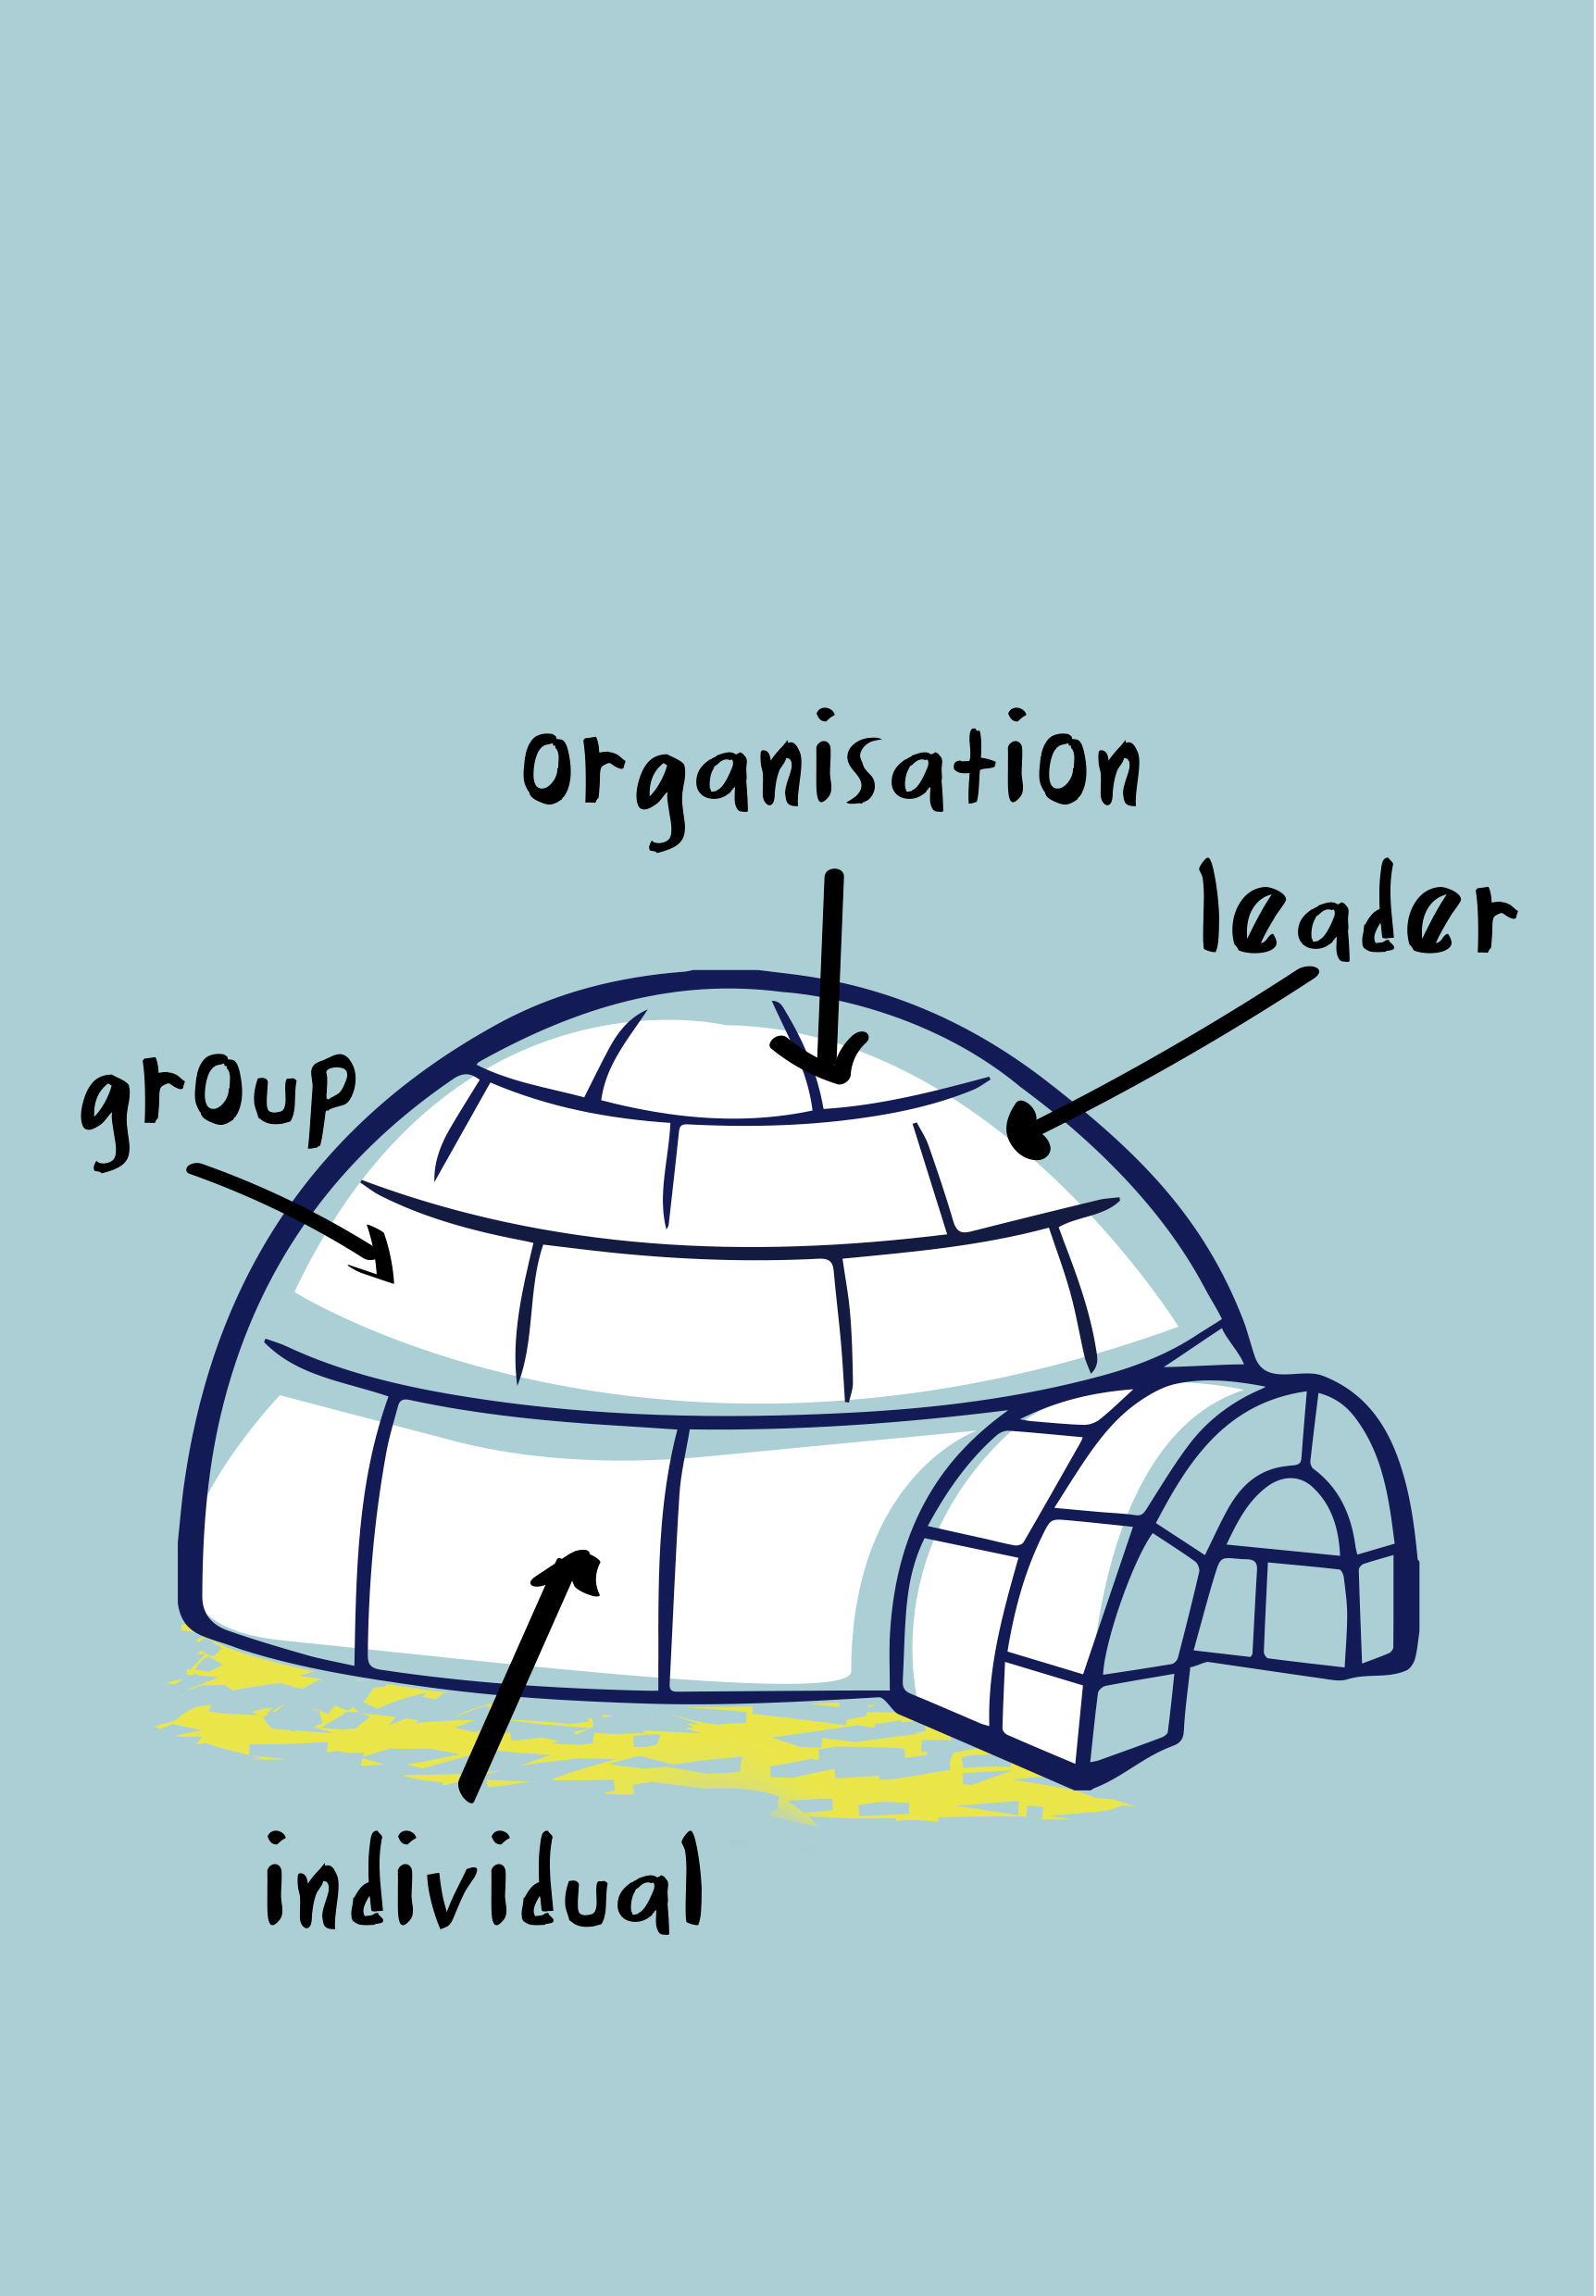 organisation
leader
group
individual